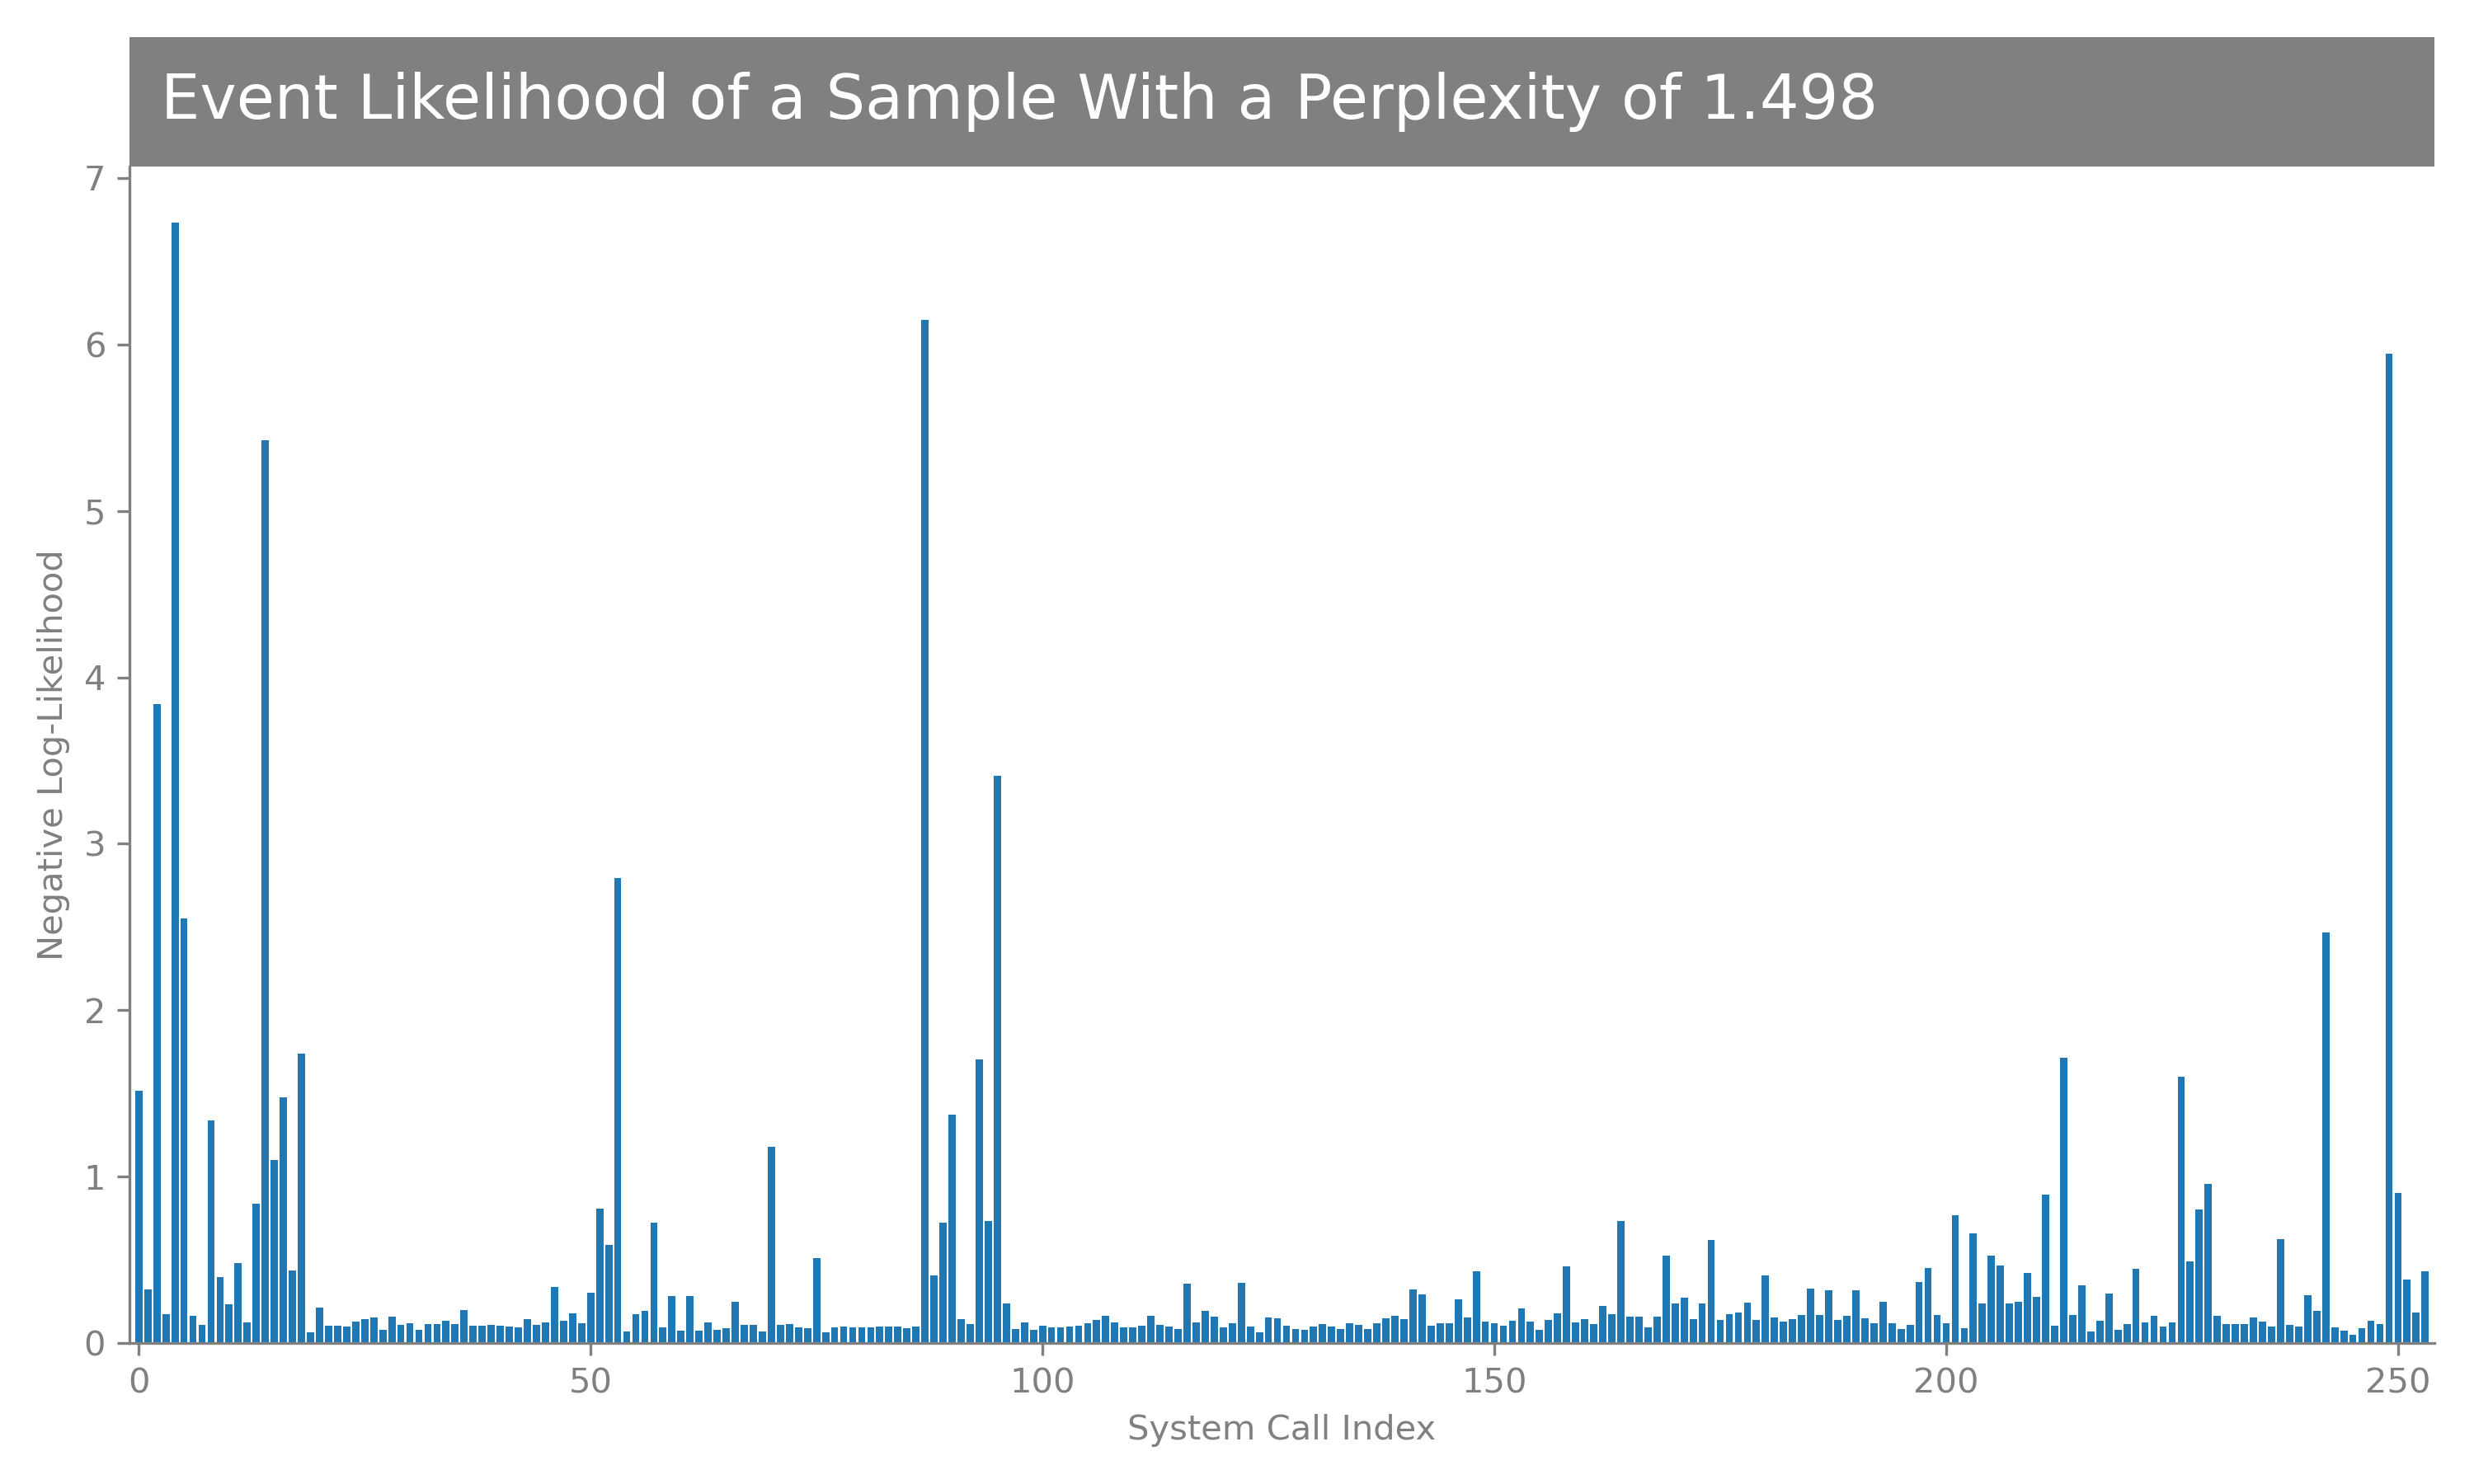 Event Likelihood of a Sample With a Perplexity of 1.498
7
6
5
4
3
2
1
0
Negative Log-Likelihood
0 50 100 150 200 250
System Call Index